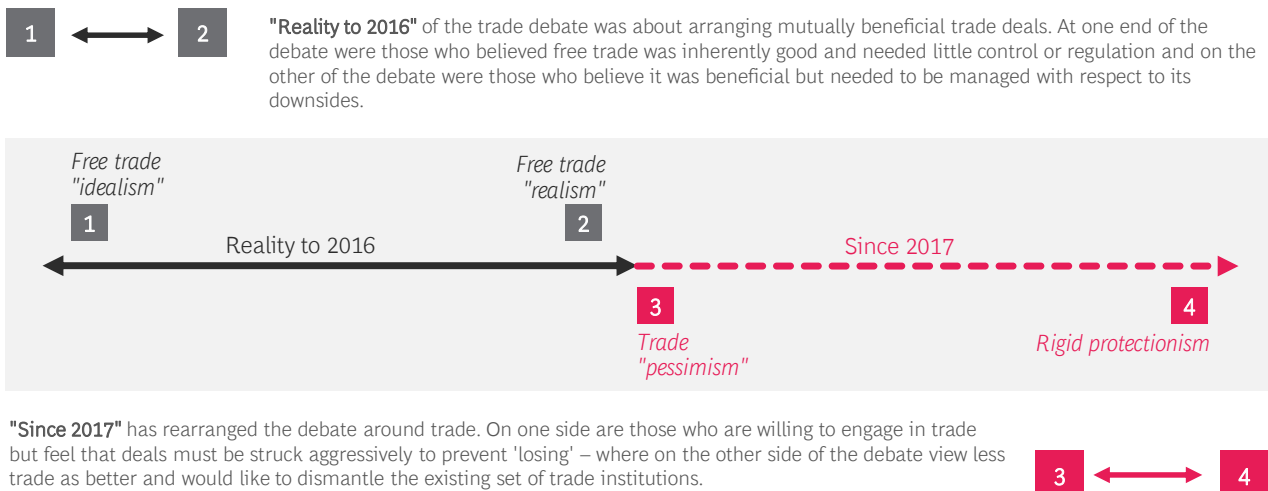 1
2
"Reality to 2016" of the trade debate was about arranging mutually beneficial trade deals. At one end of the
debate were those who believed free trade was inherently good and needed little control or regulation and on the
other of the debate were those who believe it was beneficial but needed to be managed with respect to its
downsides.
Free trade
"idealism"
1
Free trade
"realism"
2
Reality to 2016
Since 2017
3
Trade
"pessimism"
4
Rigid protectionism
"Since 2017" has rearranged the debate around trade. On one side are those who are willing to engage in trade
but feel that deals must be struck aggressively to prevent 'losing' – where on the other side of the debate view less
trade as better and would like to dismantle the existing set of trade institutions.
3
4